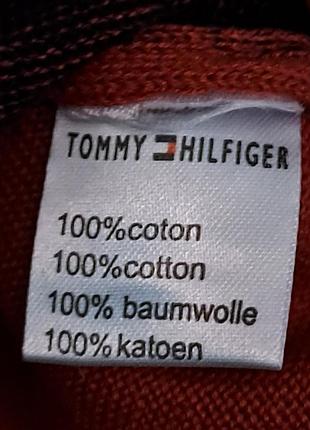 TOMMY HILFIGER
100%coton
100%cotton
100% baumwolle
100%katoen